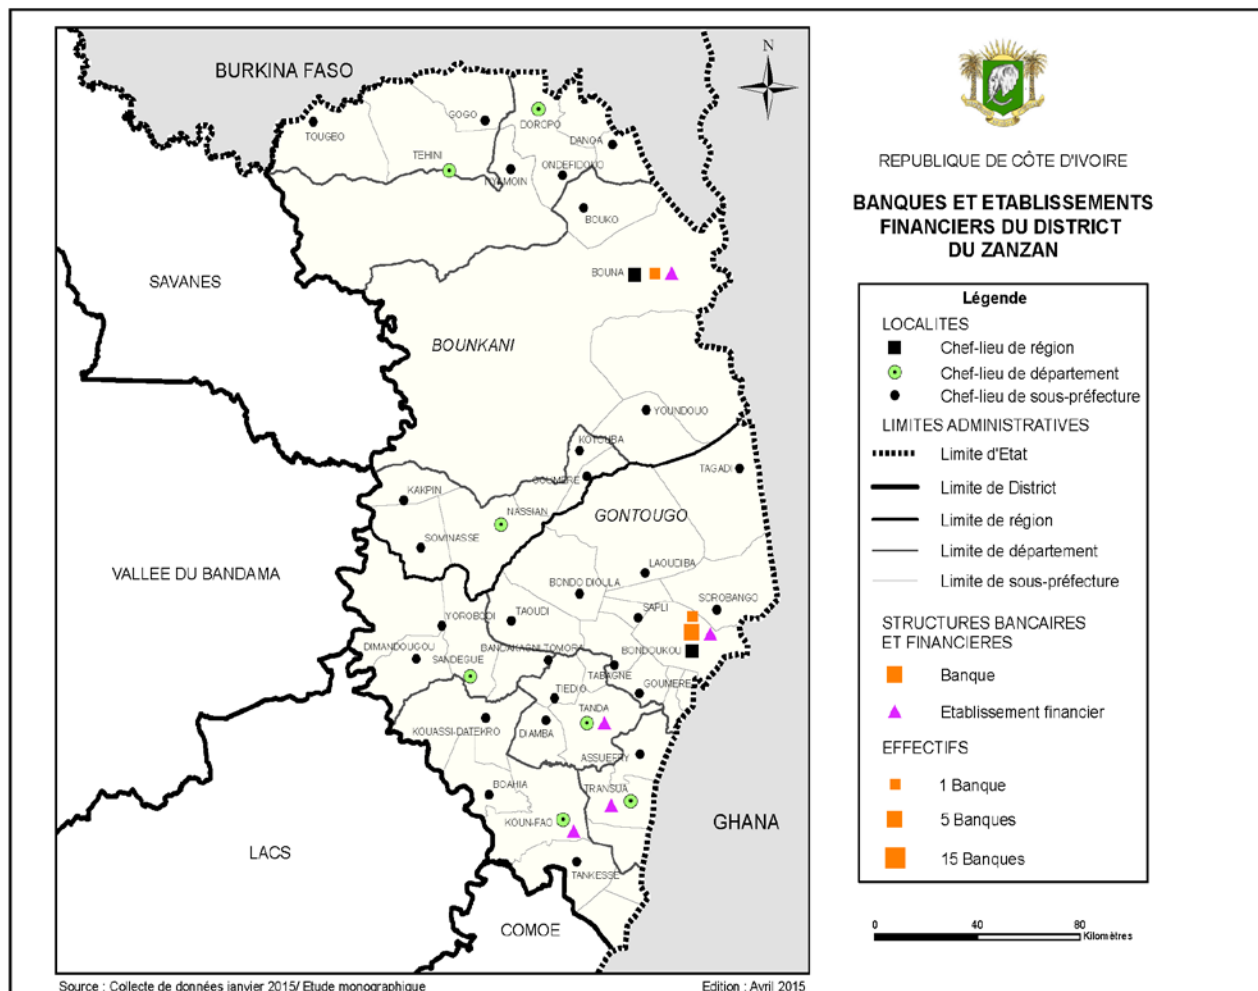 BURKINA FASO
N
TOUGBO
GOGO
DOROPO
DANOA
TEHINI
NYAMOIN
ONDEFIDOUO
BOUKO
SAVANES
BOUNA
BOUNKANI
YOUNDOUO
KOTOUBA
TAGADI
GOUMERE
KAKPIN
NASSIAN
GONTOUGO
SOMINASSE
VALLEE DU BANDAMA
LAOUDIBA
BONDO DIOULA
SOROBANGO
SAPLI
TAOUDI
YOROBODI
DIMANDOUGOU
BANDAKAGNI TOMORA
BONDOUKOU
SANDEGUE
TABAGNE
GOUMERE
TIEDIO
TANDA
KOUASSI-DATEKRO
DIAMBA
ASSUEFRY
BOAHIA
TRANSUA
KOUN-FAO
GHANA
LACS
TANKESSE
COMOE
Source : Collecte de données janvier 2015/ Etude monographique
Edition : Avril 2015
REPUBLIQUE DE CÔTE D'IVOIRE
BANQUES ET ETABLISSEMENTS
FINANCIERS DU DISTRICT
DU ZANZAN
Légende
LOCALITES
Chef-lieu de région
Chef-lieu de département
Chef-lieu de sous-préfecture
LIMITES ADMINISTRATIVES
Limite d'Etat
Limite de District
Limite de région
Limite de département
Limite de sous-préfecture
STRUCTURES BANCAIRES
ET FINANCIERES
Banque
Etablissement financier
EFFECTIFS
1 Banque
5 Banques
15 Banques
0 40 80
Kilomètres